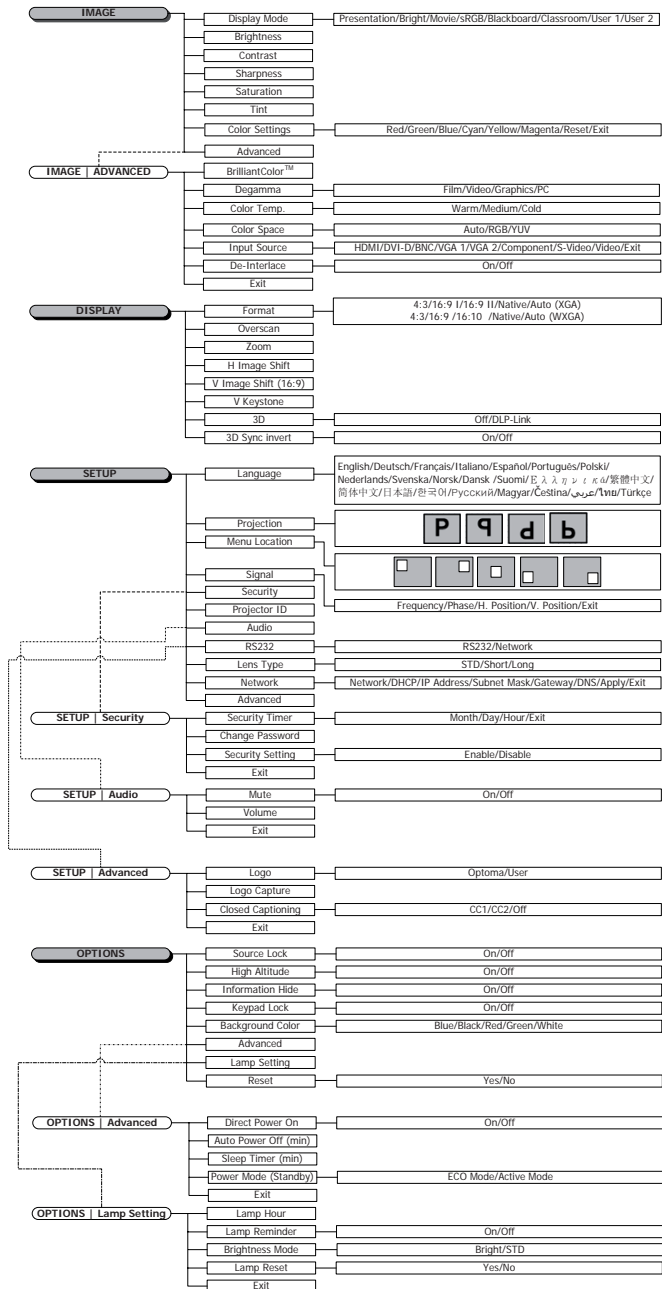 IMAGE
Display Mode
Presentation/Bright/Movie/sRGB/Blackboard/Classroom/User 1/User 2
Brightness
Contrast
Sharpness
Saturation
Tint
Color Settings
Red/Green/Blue/Cyan/Yellow/Magenta/Reset/Exit
Advanced
IMAGE | ADVANCED
BrilliantColor™
Degamma
Film/Video/Graphics/PC
Color Temp.
Warm/Medium/Cold
Color Space
Auto/RGB/YUV
Input Source
HDMI/DVI-D/BNC/VGA 1/VGA 2/Component/S-Video/Video/Exit
De-Interlace
On/Off
Exit
DISPLAY
Format
4:3/16:9 I/16:9 II/Native/Auto (XGA)
4:3/16:9 /16:10 /Native/Auto (WXGA)
Overscan
Zoom
H Image Shift
V Image Shift (16:9)
V Keystone
3D
Off/DLP-Link
3D Sync invert
On/Off
SETUP
Language
English/Deutsch/Français/Italiano/Español/Português/Polski/
Nederlands/Svenska/Norsk/Dansk /Suomi/Ελληνικά/繁體中文/
简体中文/日本語/한국어/Русский/Magyar/Čeština/عربي/ไทย/Türkçe
Projection
P
Menu Location
Signal
Frequency/Phase/H. Position/V. Position/Exit
Security
Projector ID
Audio
RS232
RS232/Network
Lens Type
STD/Short/Long
Network
Network/DHCP/IP Address/Subnet Mask/Gateway/DNS/Apply/Exit
Advanced
SETUP | Security
Security Timer
Month/Day/Hour/Exit
Change Password
Security Setting
Enable/Disable
Exit
SETUP | Audio
Mute
On/Off
Volume
Exit
SETUP | Advanced
Logo
Optoma/User
Logo Capture
Closed Captioning
CC1/CC2/Off
Exit
OPTIONS
Source Lock
On/Off
High Altitude
On/Off
Information Hide
On/Off
Keypad Lock
On/Off
Background Color
Blue/Black/Red/Green/White
Advanced
Lamp Setting
Reset
Yes/No
OPTIONS | Advanced
Direct Power On
On/Off
Auto Power Off (min)
Sleep Timer (min)
Power Mode (Standby)
ECO Mode/Active Mode
Exit
OPTIONS | Lamp Setting
Lamp Hour
Lamp Reminder
On/Off
Brightness Mode
Bright/STD
Lamp Reset
Yes/No
Exit